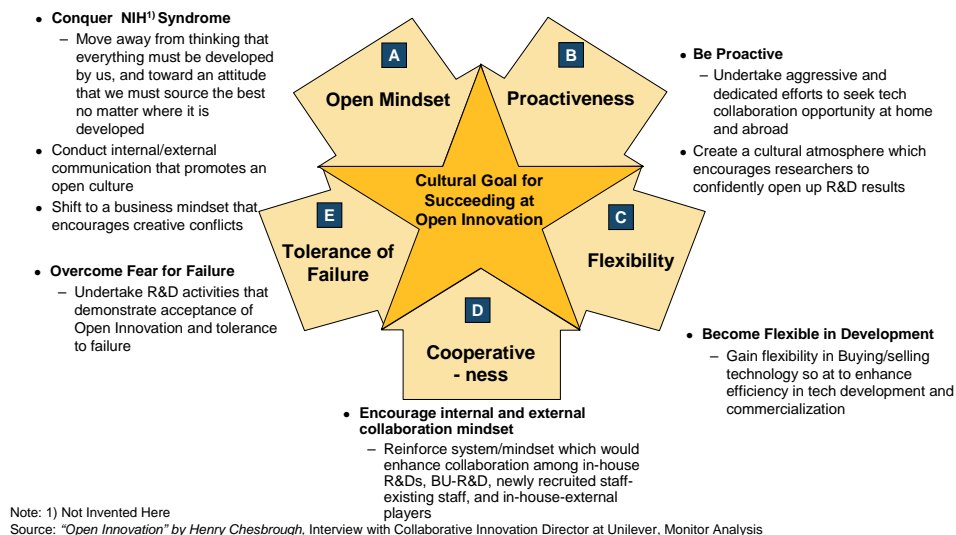 • Conquer NIH1) Syndrome
– Move away from thinking that
everything must be developed
by us, and toward an attitude
that we must source the best
no matter where it is
developed
• Conduct internal/external
communication that promotes an
open culture
• Shift to a business mindset that
encourages creative conflicts
A
Open Mindset
B
Proactiveness
• Be Proactive
– Undertake aggressive and
dedicated efforts to seek tech
collaboration opportunity at home
and abroad
• Create a cultural atmosphere which
encourages researchers to
confidently open up R&D results
Cultural Goal for
Succeeding at
Open Innovation
E
Tolerance of
Failure
C
Flexibility
• Overcome Fear for Failure
– Undertake R&D activities that
demonstrate acceptance of
Open Innovation and tolerance
to failure
D
Cooperative
- ness
• Become Flexible in Development
– Gain flexibility in Buying/selling
technology so at to enhance
efficiency in tech development and
commercialization
• Encourage internal and external
collaboration mindset
– Reinforce system/mindset which would
enhance collaboration among in-house
R&Ds, BU-R&D, newly recruited staff-
existing staff, and in-house-external
players
Note: 1) Not Invented Here
Source: “Open Innovation” by Henry Chesbrough, Interview with Collaborative Innovation Director at Unilever, Monitor Analysis